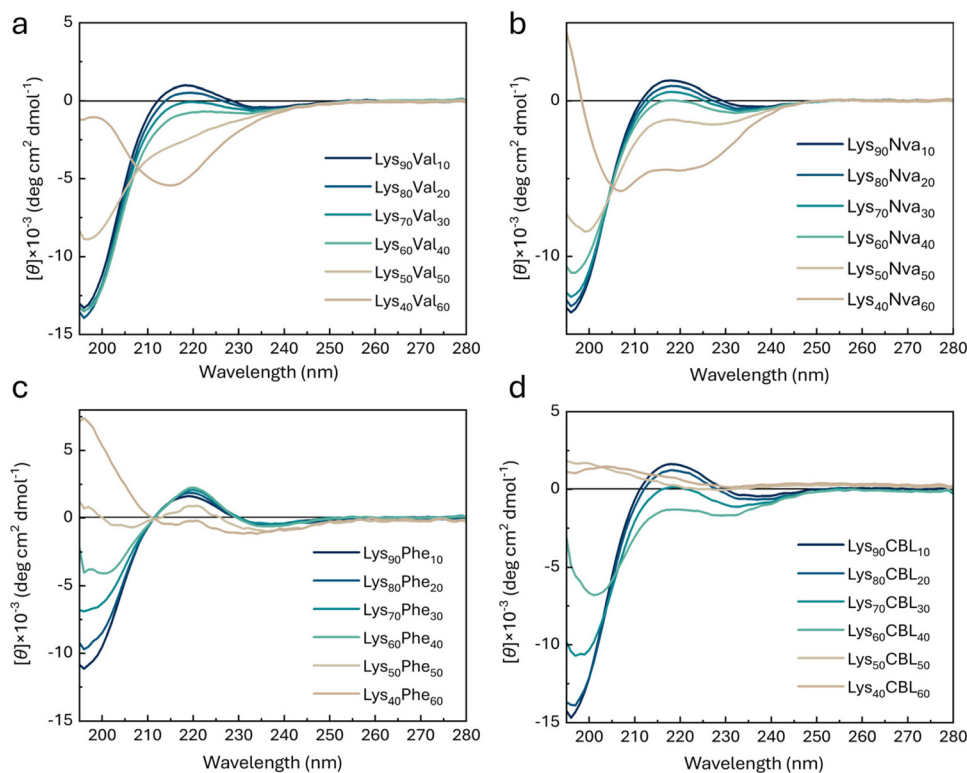 a
5
0
-5
-10
-15
[θ]×10⁻³ (deg cm² dmol⁻¹)
Lys₉₀Val₁₀
Lys₈₀Val₂₀
Lys₇₀Val₃₀
Lys₆₀Val₄₀
Lys₅₀Val₅₀
Lys₄₀Val₆₀
200 210 220 230 240 250 260 270 280
Wavelength (nm)
b
5
0
-5
-10
[θ]×10⁻³ (deg cm² dmol⁻¹)
Lys₉₀Nva₁₀
Lys₈₀Nva₂₀
Lys₇₀Nva₃₀
Lys₆₀Nva₄₀
Lys₅₀Nva₅₀
Lys₄₀Nva₆₀
200 210 220 230 240 250 260 270 280
Wavelength (nm)
c
5
0
-5
-10
-15
[θ]×10⁻³ (deg cm² dmol⁻¹)
Lys₉₀Phe₁₀
Lys₈₀Phe₂₀
Lys₇₀Phe₃₀
Lys₆₀Phe₄₀
Lys₅₀Phe₅₀
Lys₄₀Phe₆₀
200 210 220 230 240 250 260 270 280
Wavelength (nm)
d
5
0
-5
-10
-15
[θ]×10⁻³ (deg cm² dmol⁻¹)
Lys₉₀CBL₁₀
Lys₈₀CBL₂₀
Lys₇₀CBL₃₀
Lys₆₀CBL₄₀
Lys₅₀CBL₅₀
Lys₄₀CBL₆₀
200 210 220 230 240 250 260 270 280
Wavelength (nm)